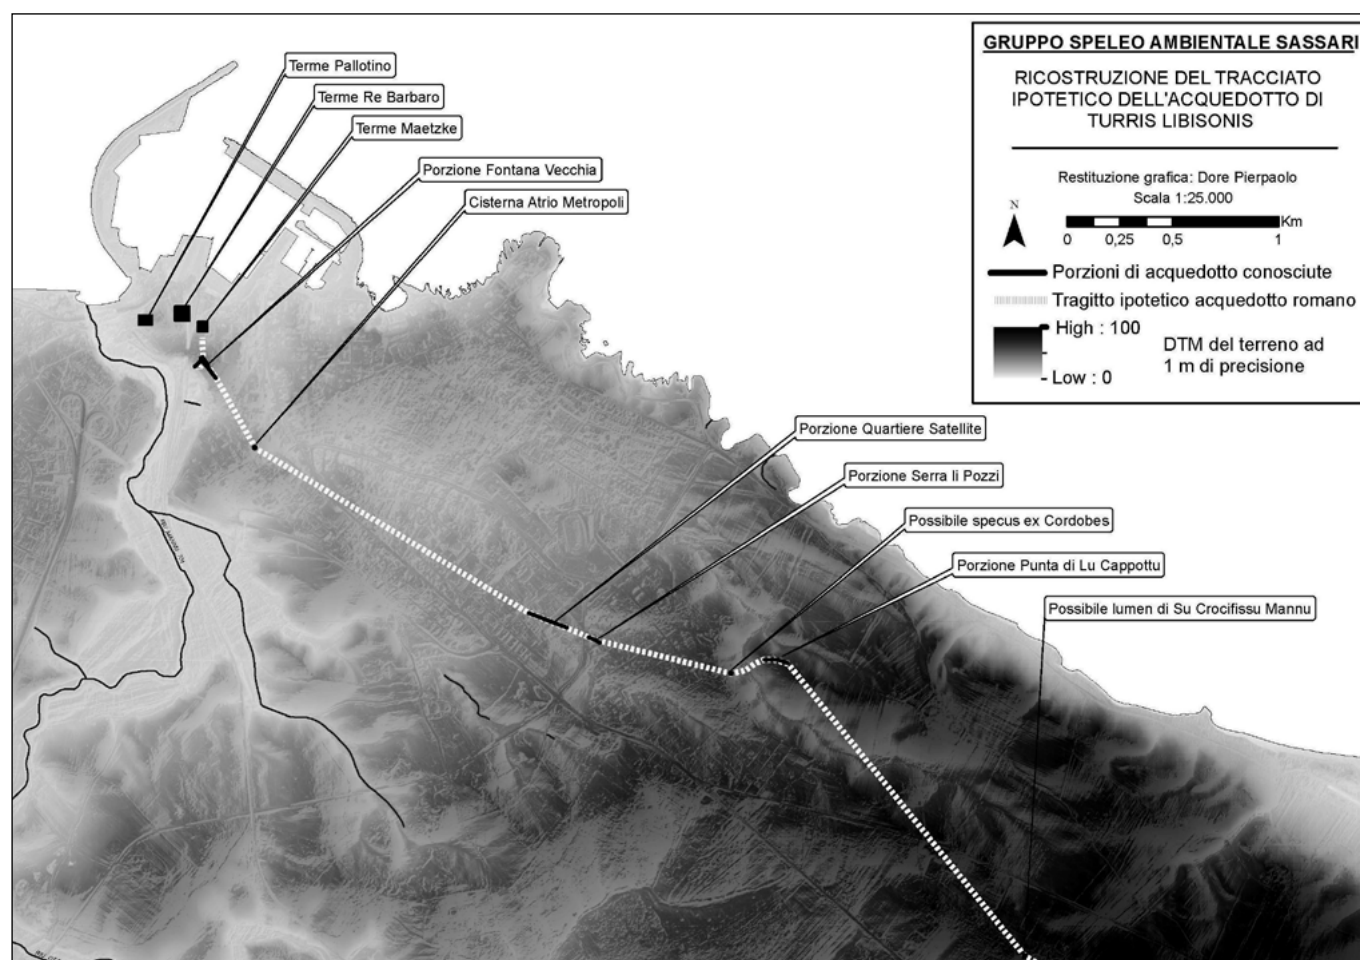 GRUPPO SPELEO AMBIENTALE SASSARI
RICOSTRUZIONE DEL TRACCIATO
IPOTETICO DELL'ACQUEDOTTO DI
TURRIS LIBISONIS
Restituzione grafica: Dore Pierpaolo
Scala 1:25.000
N
Km
0 0,25 0,5 1
Porzioni di acquedotto conosciute
Tragitto ipotetico acquedotto romano
High : 100
DTM del terreno ad
1 m di precisione
Low : 0
Terme Pallotino
Terme Re Barbaro
Terme Maetzke
Porzione Fontana Vecchia
Cisterna Atrio Metropoli
Porzione Quartiere Satellite
Porzione Serra li Pozzi
Possibile specus ex Cordobes
Porzione Punta di Lu Cappottu
Possibile lumen di Su Crocifissu Mannu